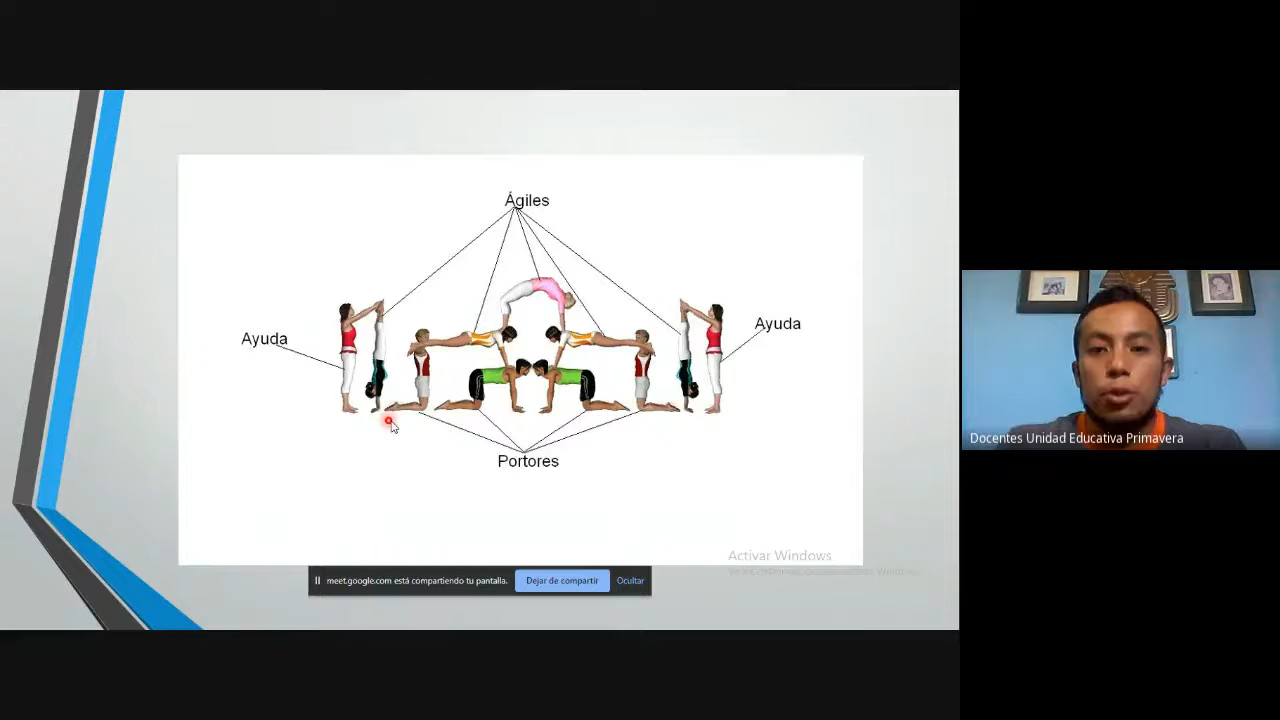 Ágiles
Ayuda
Ayuda
Portores
Docentes Unidad Educativa Primavera
Activar Windows
meet.google.com está compartiendo tu pantalla.
Dejar de compartir
Ocultar